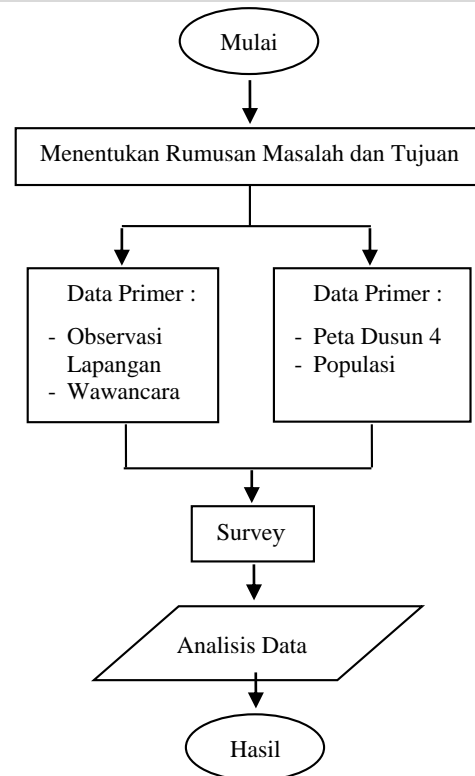 Mulai
Menentukan Rumusan Masalah dan Tujuan
Data Primer :
- Observasi
Lapangan
- Wawancara
Data Primer :
- Peta Dusun 4
- Populasi
Survey
Analisis Data
Hasil